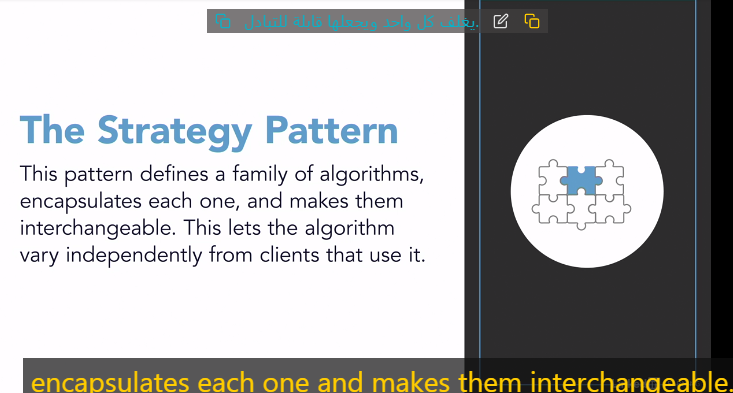 يغلف كل واحد ويجعلها قابلة للتبادل.
The Strategy Pattern
This pattern defines a family of algorithms,
encapsulates each one, and makes them
interchangeable. This lets the algorithm
vary independently from clients that use it.
encapsulates each one and makes them interchangeable.